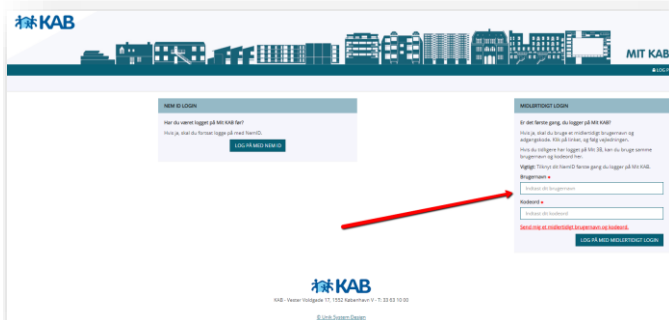 KAB
MIT KAB
LOG PÅ
NEM ID LOGIN
Har du været logget på Mit KAB før?
Hvis ja, skal du fortsat logge på med NemID.
LOG PÅ MED NEM ID
MIDLERTIDIGT LOGIN
Er det første gang, du logger på Mit KAB?
Hvis ja, skal du bruge et midlertidigt brugernavn og
adgangskode. Klik på linket, og følg vejledningen.
Hvis du tidligere har logget på Mit 3B, kan du bruge samme
brugernavn og kodeord her.
Vigtigt: Tilknyt dit NemID første gang du logger på Mit KAB.
Brugernavn
Indtast dit brugernavn
Kodeord
Indtast dit kodeord
Send mig et midlertidigt brugernavn og kodeord.
LOG PÅ MED MIDLERTIDIGT LOGIN
KAB
KAB - Vester Voldgade 17, 1552 København V - T: 33 63 10 00
© Unik System Design